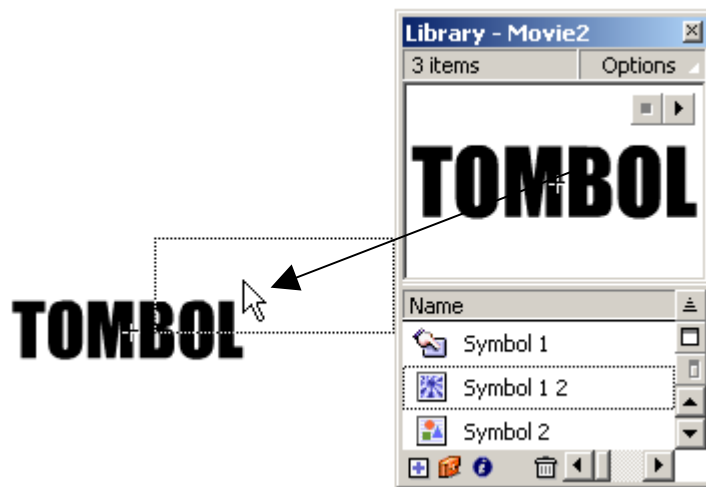 Library - Movie2
3 items Options
TOMBOL
TOMBOL
Name
Symbol 1
Symbol 1 2
Symbol 2